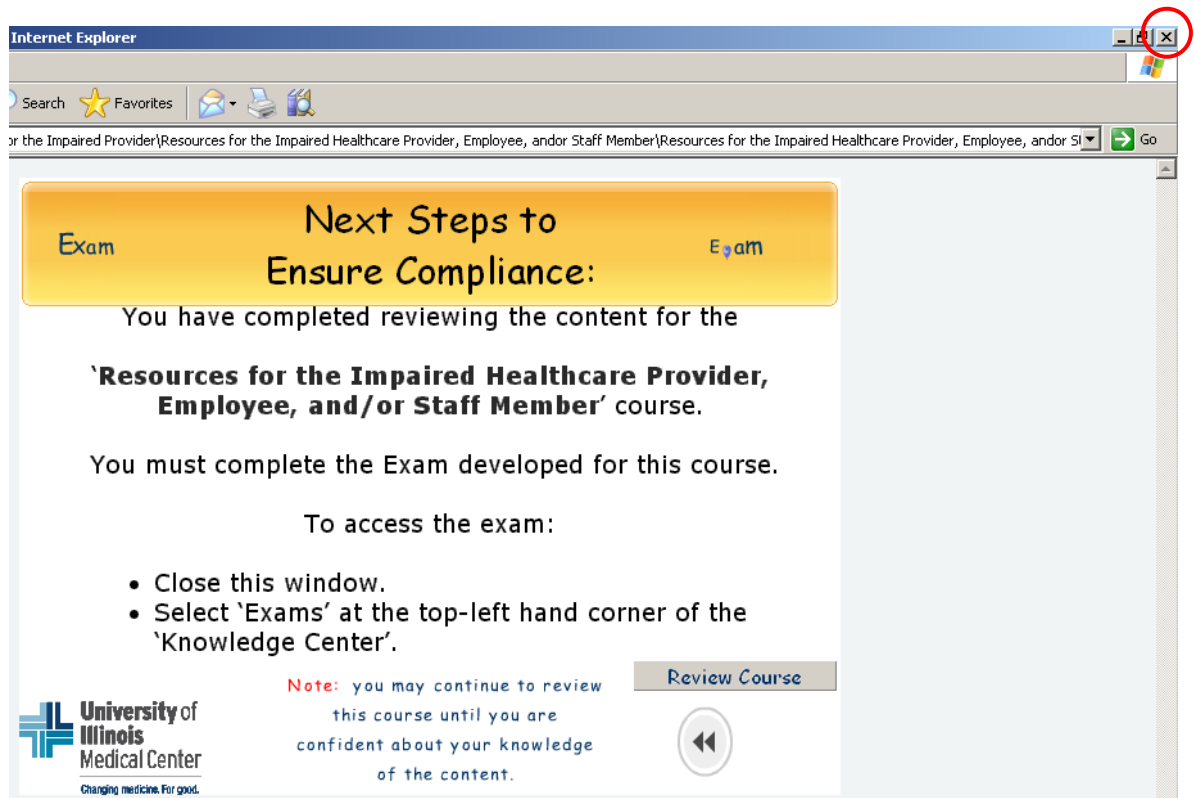 Internet Explorer
Search Favorites
or the Impaired Provider\Resources for the Impaired Healthcare Provider, Employee, andor Staff Member\Resources for the Impaired Healthcare Provider, Employee, andor S Go
Next Steps to
Exam
Ensure Compliance:
You have completed reviewing the content for the
‘Resources for the Impaired Healthcare Provider,
Employee, and/or Staff Member’ course.
You must complete the Exam developed for this course.
To access the exam:
• Close this window.
• Select ‘Exams’ at the top-left hand corner of the
‘Knowledge Center’.
Review Course
Note: you may continue to review
this course until you are
confident about your knowledge
of the content.
University of
Illinois
Medical Center
Changing medicine. For good.